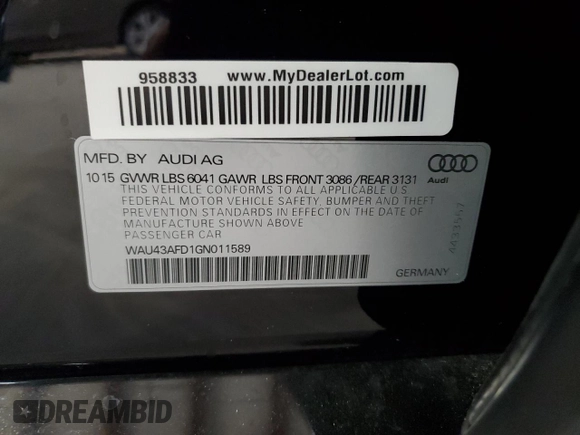 958833 www.MyDealerLot.com
MFD. BY AUDI AG
10 15 GVWR LBS 6041 GAWR LBS FRONT 3086 /REAR 3131
Audi
THIS VEHICLE CONFORMS TO ALL APPLICABLE U.S
FEDERAL MOTOR VEHICLE SAFETY, BUMPER AND THEFT
PREVENTION STANDARDS IN EFFECT ON THE DATE OF
MANUFACTURE SHOWN ABOVE
PASSENGER CAR
WAU43AFD1GN011589
GERMANY
DREAMBID